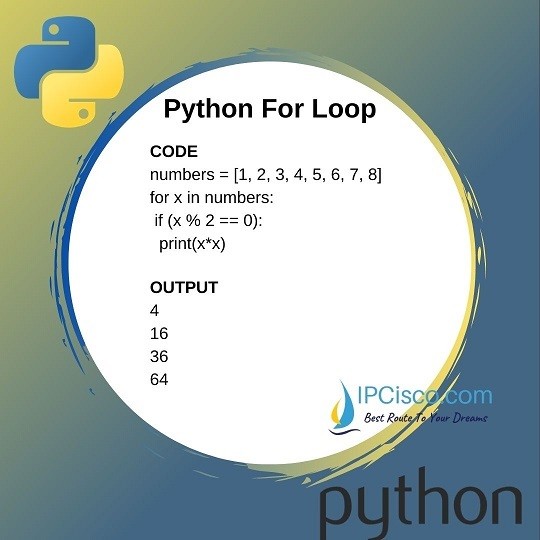 Python For Loop
CODE
numbers = [1, 2, 3, 4, 5, 6, 7, 8]
for x in numbers:
 if (x % 2 == 0):
  print(x*x)
OUTPUT
4
16
36
64
IPCisco.com
Best Route To Your Dreams
python